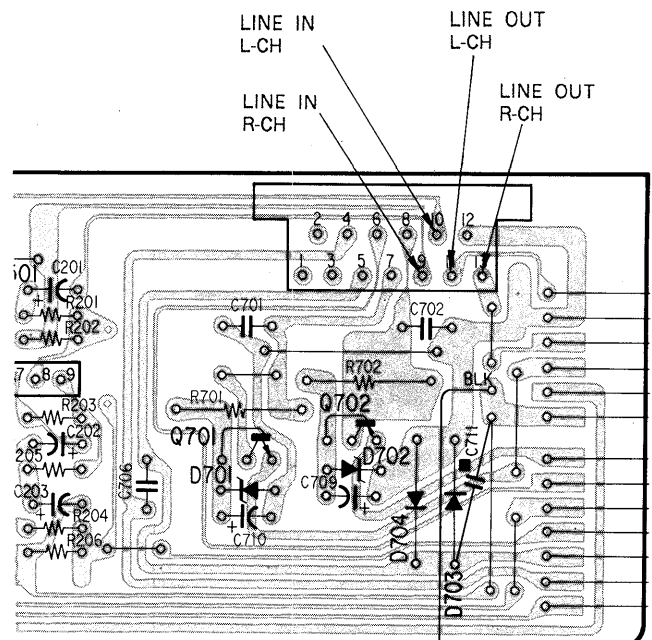 LINE IN
L-CH
LINE OUT
L-CH
LINE IN
R-CH
LINE OUT
R-CH
2 4 6 8 10 12
1 3 5 7 9 11
C201
R201
R202
C701
C702
7 8 9
R702
R701
BLK
R203
C202
Q701
Q702
C711
205
D701
D702
C203
C706
C709
R204
C710
R206
D704
D703